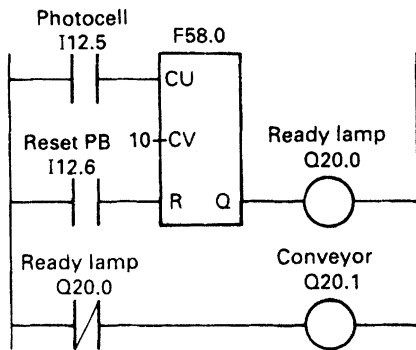 Photocell
I12.5
F58.0
CU
Reset PB
I12.6
10 CV
Ready lamp
Q20.0
R Q
Ready lamp
Q20.0
Conveyor
Q20.1